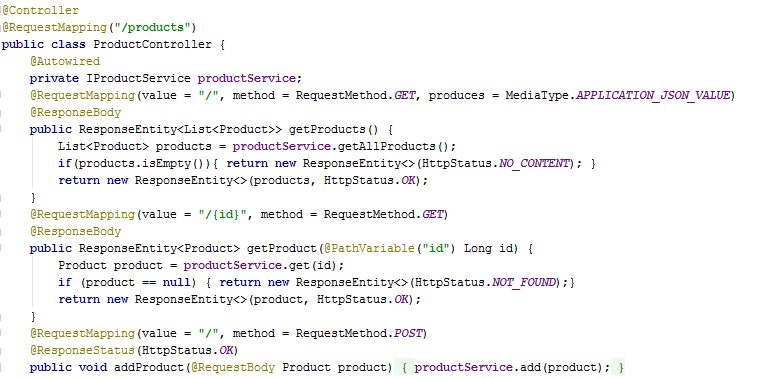 @Controller
@RequestMapping("/products")
public class ProductController {
    @Autowired
    private IProductService productService;
    @RequestMapping(value = "/", method = RequestMethod.GET, produces = MediaType.APPLICATION_JSON_VALUE)
    @ResponseBody
    public ResponseEntity<List<Product>> getProducts() {
        List<Product> products = productService.getAllProducts();
        if(products.isEmpty()){ return new ResponseEntity<>(HttpStatus.NO_CONTENT); }
        return new ResponseEntity<>(products, HttpStatus.OK);
    }
    @RequestMapping(value = "/{id}", method = RequestMethod.GET)
    @ResponseBody
    public ResponseEntity<Product> getProduct(@PathVariable("id") Long id) {
        Product product = productService.get(id);
        if (product == null) { return new ResponseEntity<>(HttpStatus.NOT_FOUND);}
        return new ResponseEntity<>(product, HttpStatus.OK);
    }
    @RequestMapping(value = "/", method = RequestMethod.POST)
    @ResponseStatus(HttpStatus.OK)
    public void addProduct(@RequestBody Product product) { productService.add(product); }